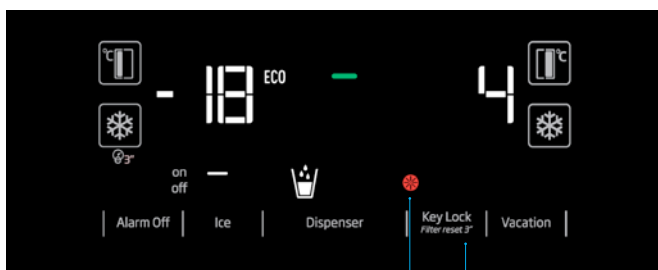 °C
-18 ECO
4
°C
3"
on
off
Alarm Off
Ice
Dispenser
Key Lock
Filter reset 3"
Vacation